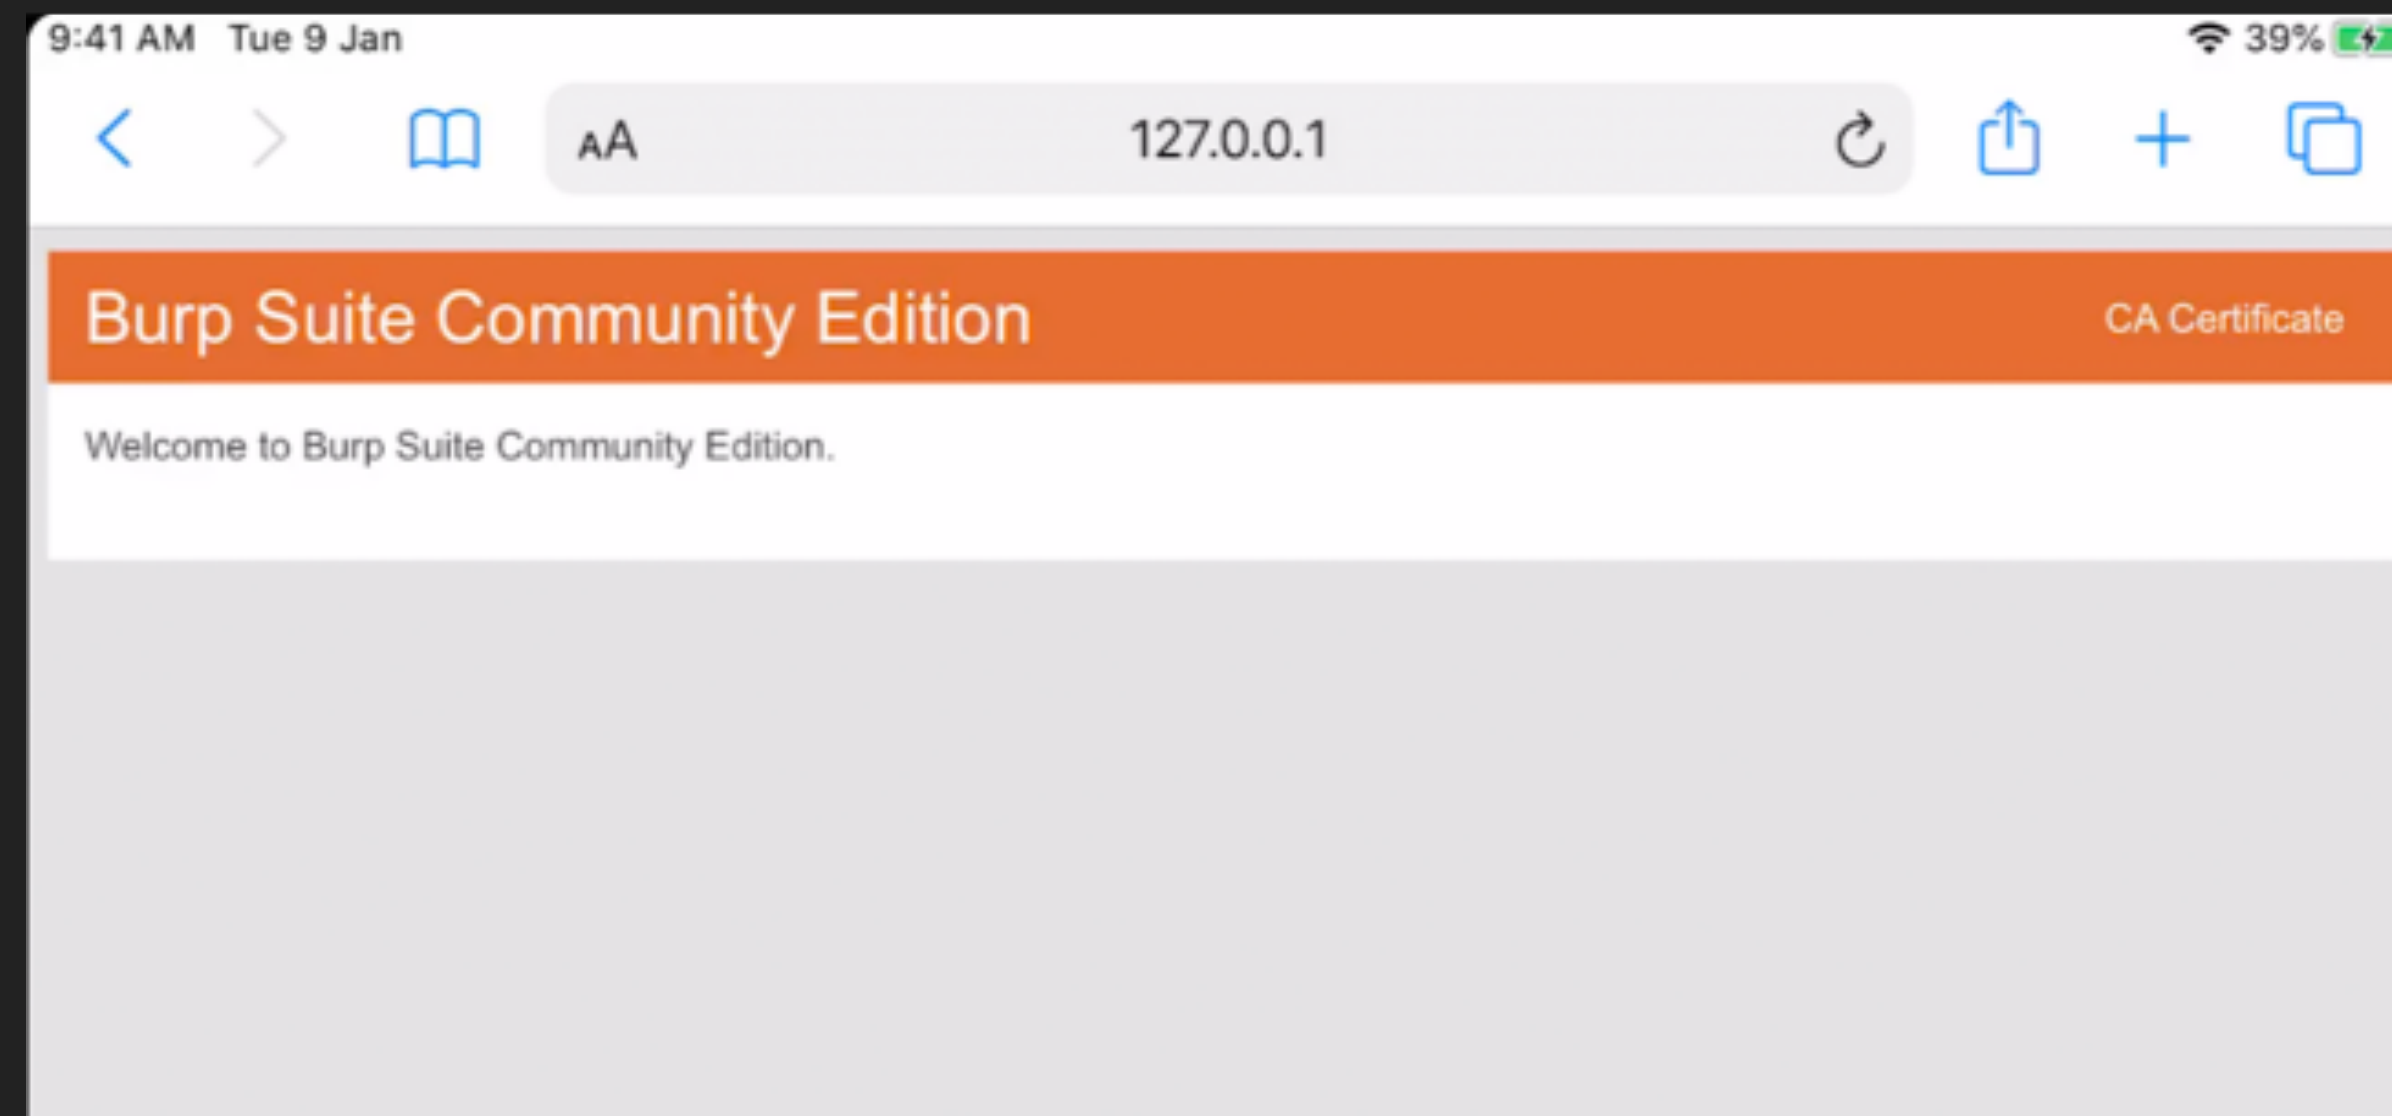 9:41 AM Tue 9 Jan 39%
AA 127.0.0.1
Burp Suite Community Edition CA Certificate
Welcome to Burp Suite Community Edition.